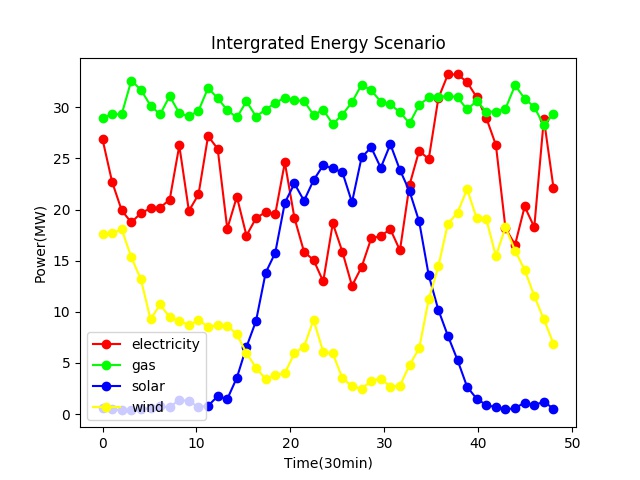 Intergrated Energy Scenario
Power(MW)
30
25
20
15
10
5
0
electricity
gas
solar
wind
0 10 20 30 40 50
Time(30min)